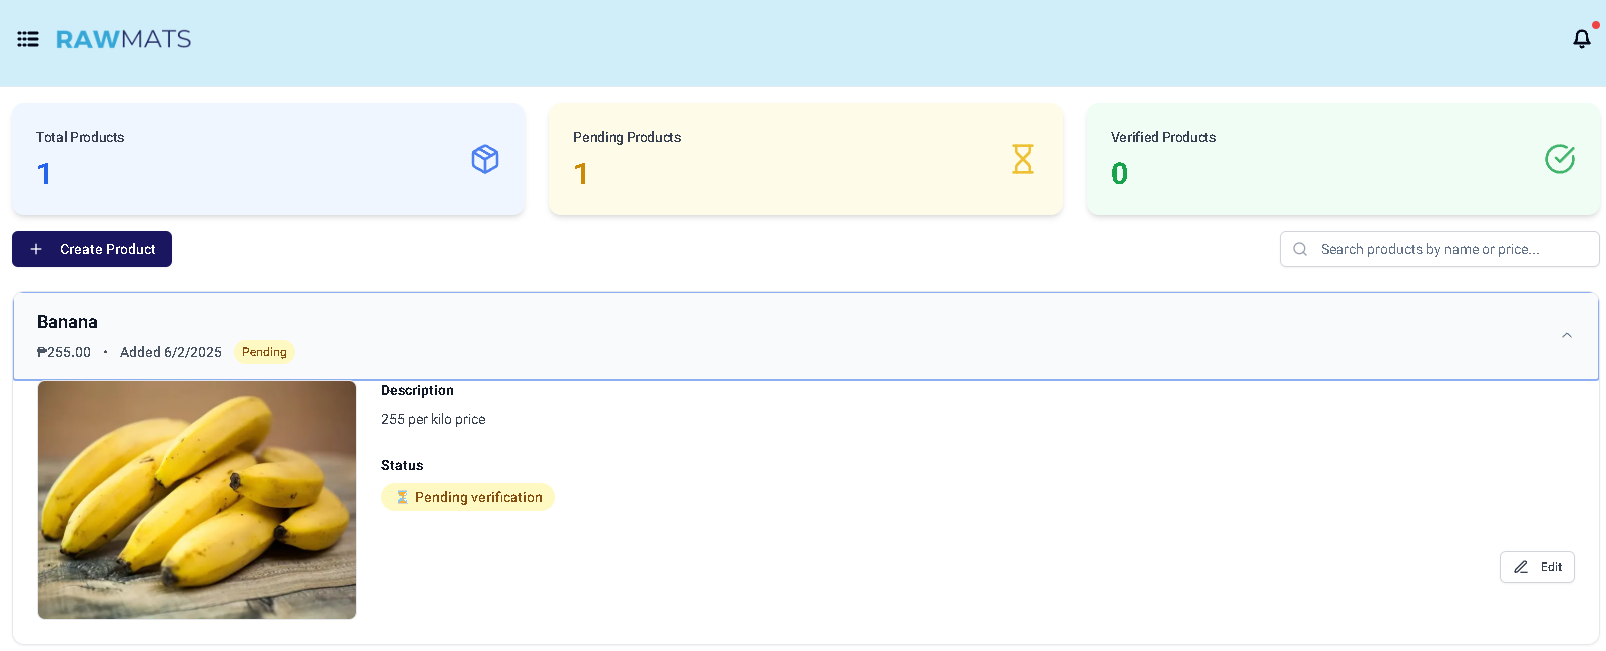 RAWMATS
Total Products
1
Pending Products
1
Verified Products
0
Create Product
Search products by name or price...
Banana
₱255.00 • Added 6/2/2025 Pending
Description
255 per kilo price
Status
⏳ Pending verification
Edit